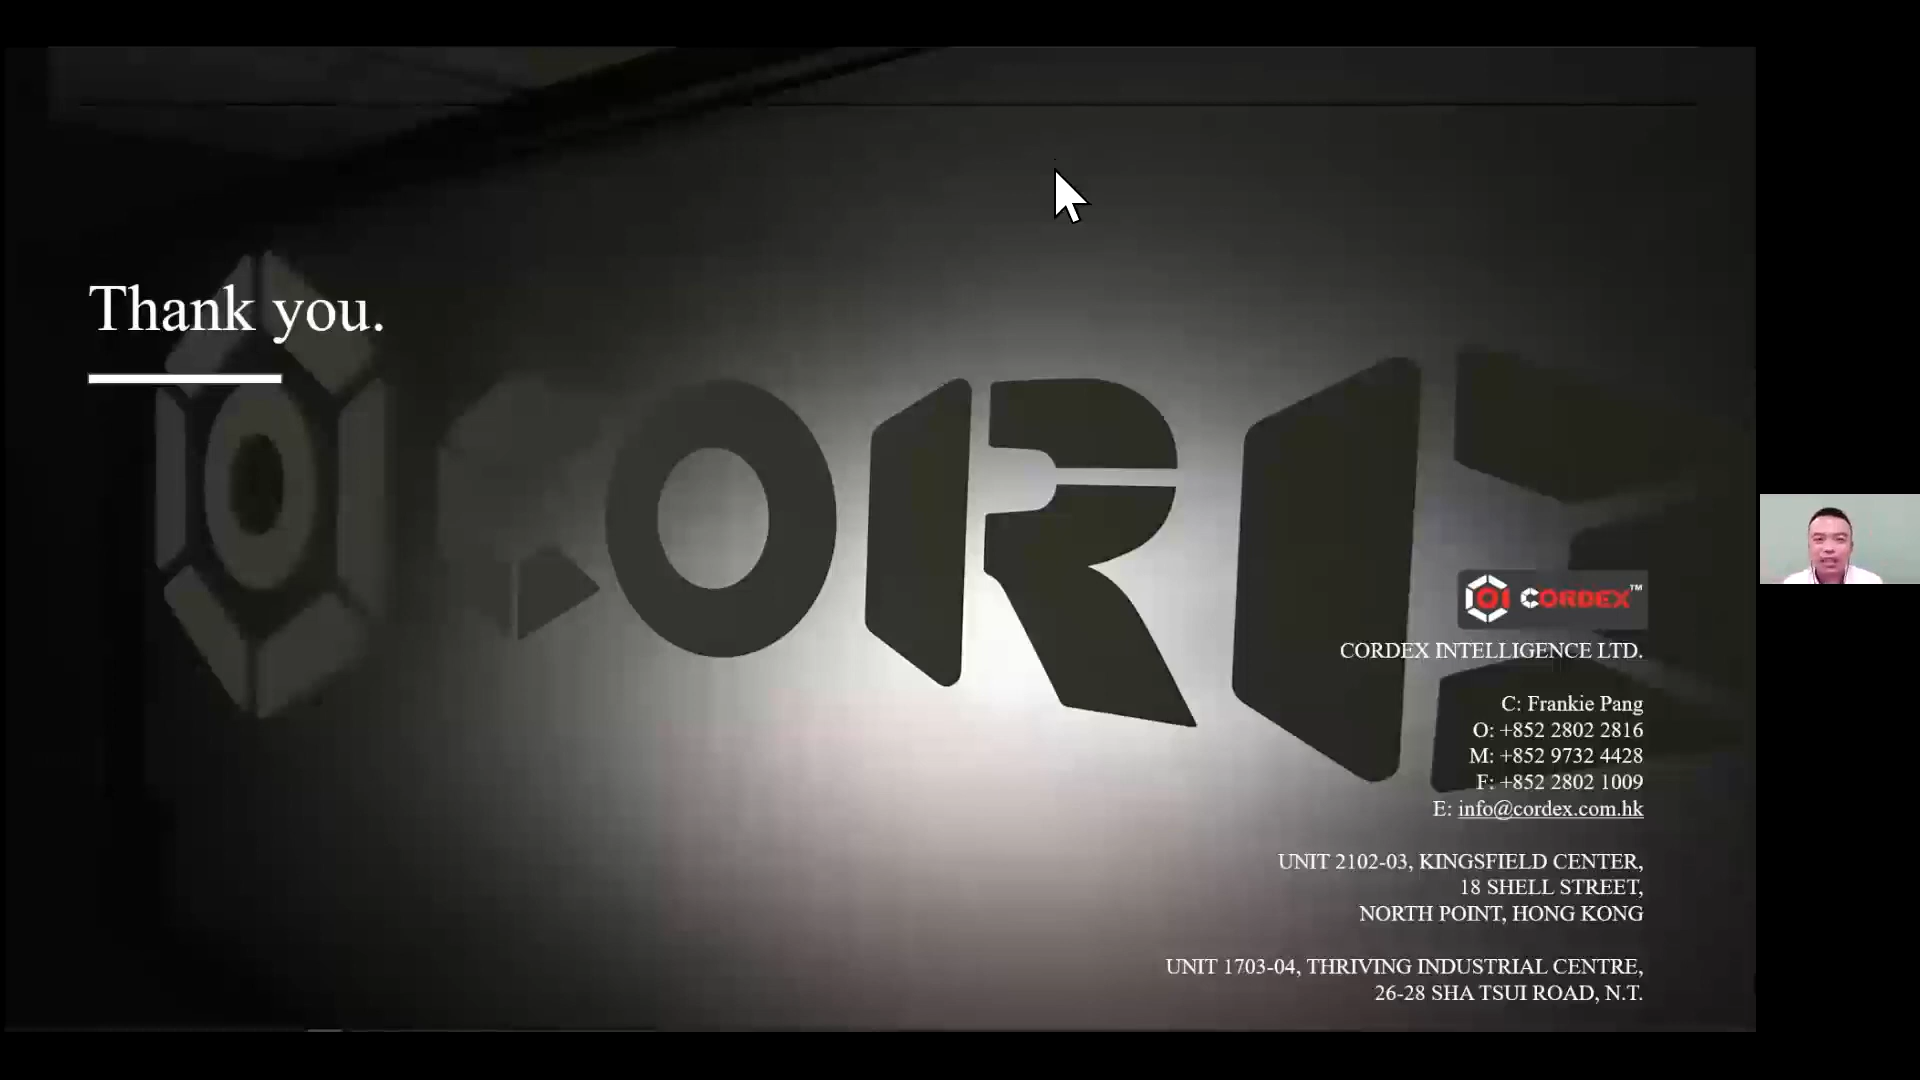 Thank you.
CORDEX™
CORDEX INTELLIGENCE LTD.
C: Frankie Pang
O: +852 2802 2816
M: +852 9732 4428
F: +852 2802 1009
E: info@cordex.com.hk
UNIT 2102-03, KINGSFIELD CENTER,
18 SHELL STREET,
NORTH POINT, HONG KONG
UNIT 1703-04, THRIVING INDUSTRIAL CENTRE,
26-28 SHA TSUI ROAD, N.T.